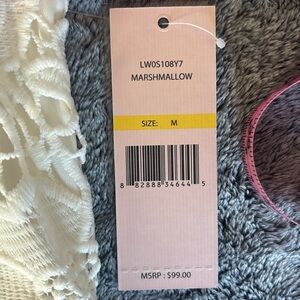 LW0S108Y7
MARSHMALLOW
SIZE: M
8 82888 34644 5
MSRP : $99.00